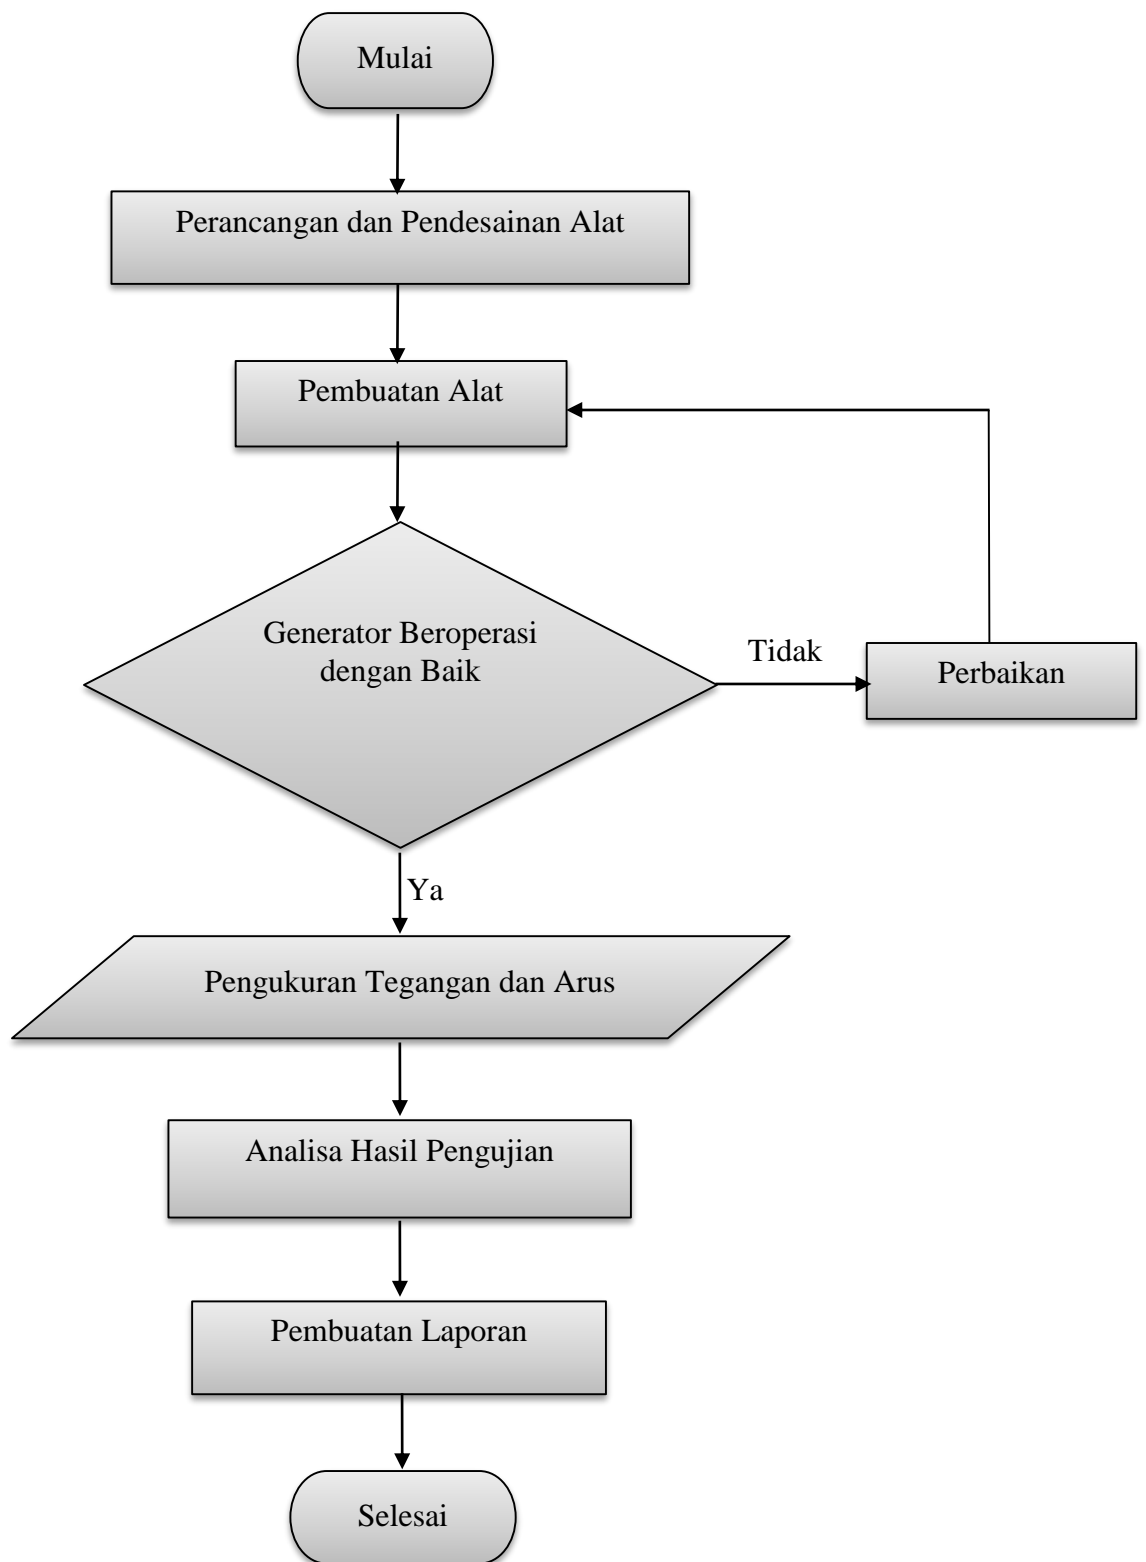 Mulai
Perancangan dan Pendesainan Alat
Pembuatan Alat
Generator Beroperasi
dengan Baik
Tidak
Perbaikan
Ya
Pengukuran Tegangan dan Arus
Analisa Hasil Pengujian
Pembuatan Laporan
Selesai